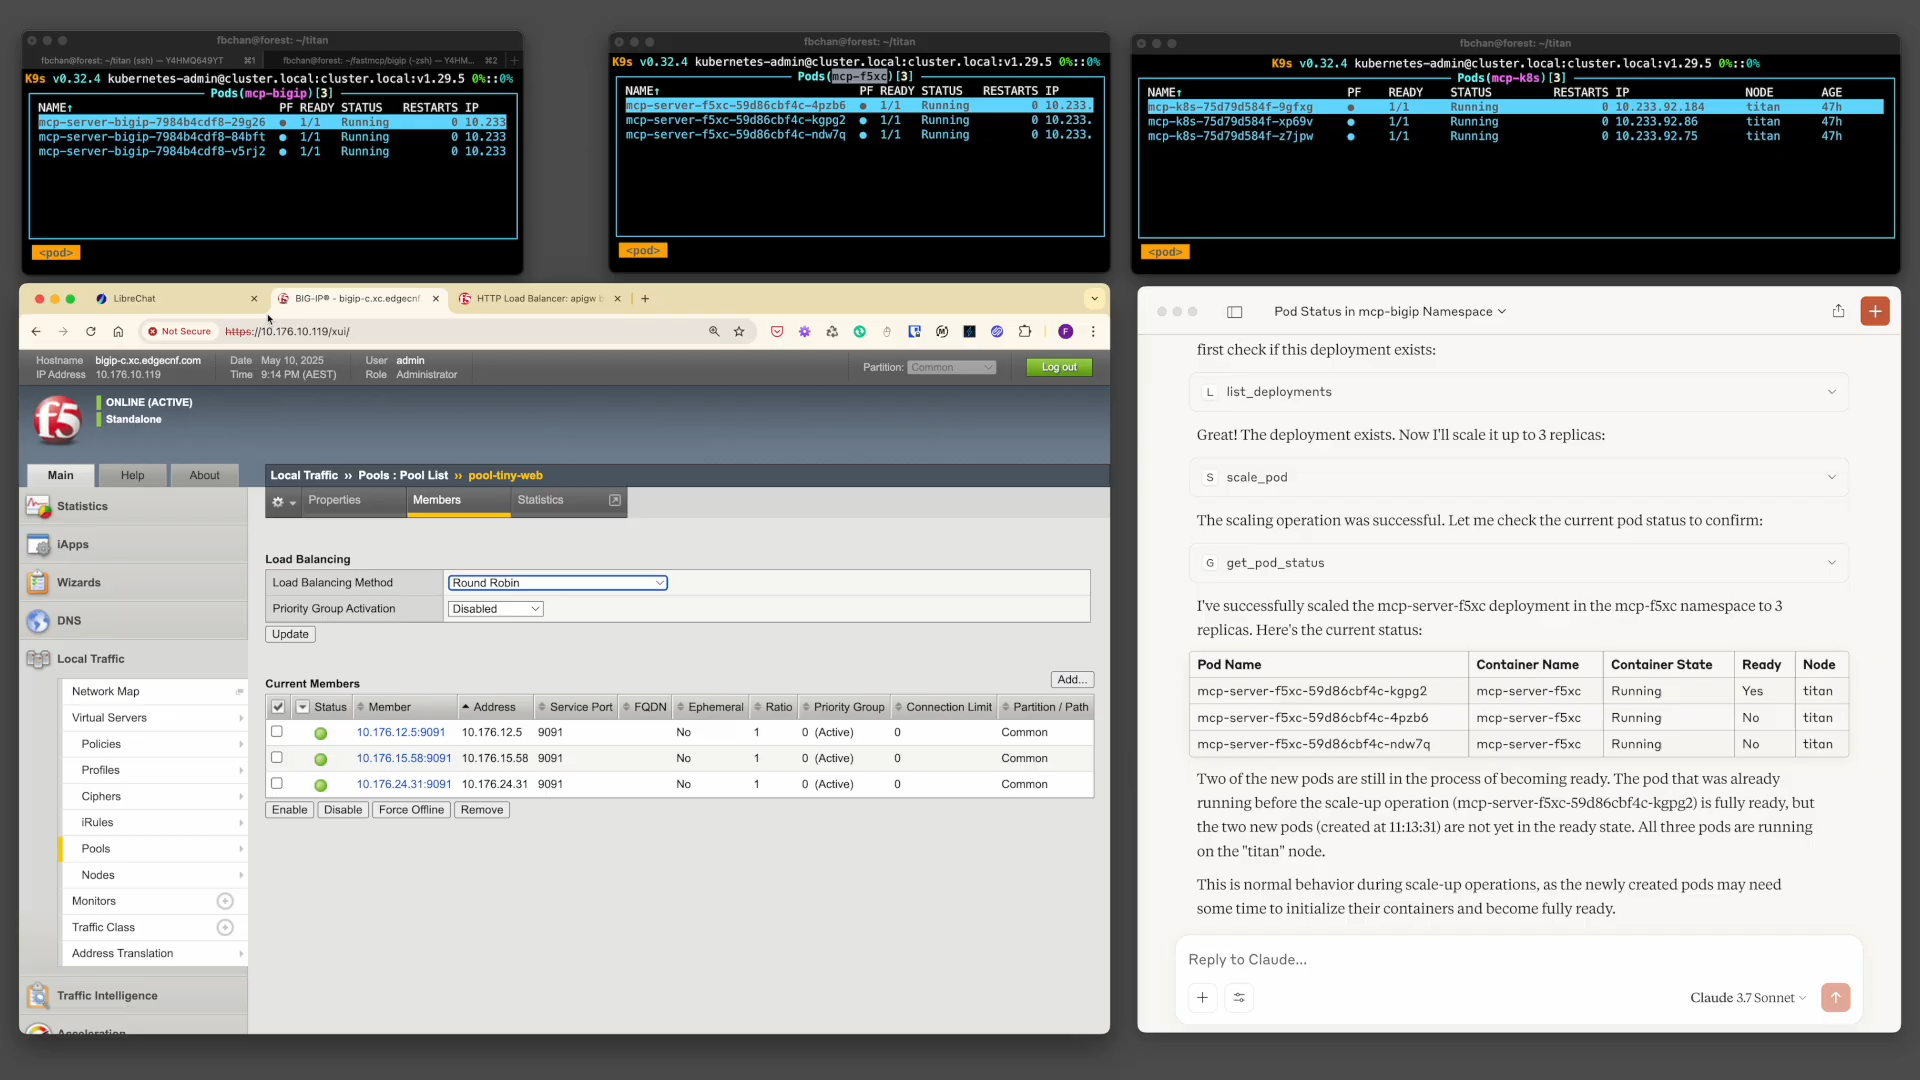 fbchan@forest: ~/titan
fbchan@forest: ~/titan (ssh) — Y4HMQ649YT ⌘1 fbchan@forest: ~/fastmcp/bigip (-zsh) — Y4HM... ⌘2
K9s v0.32.4 kubernetes-admin@cluster.local:cluster.local:v1.29.5 0%::0%
Pods(mcp-bigip)[3]
NAME↑ PF READY STATUS RESTARTS IP
mcp-server-bigip-7984b4cdf8-29g26 ● 1/1 Running 0 10.233
mcp-server-bigip-7984b4cdf8-84bft ● 1/1 Running 0 10.233
mcp-server-bigip-7984b4cdf8-v5rj2 ● 1/1 Running 0 10.233
<pod>
fbchan@forest: ~/titan
K9s v0.32.4 kubernetes-admin@cluster.local:cluster.local:v1.29.5 0%::0%
Pods(mcp-f5xc)[3]
NAME↑ PF READY STATUS RESTARTS IP
mcp-server-f5xc-59d86cbf4c-4pzb6 ● 1/1 Running 0 10.233.
mcp-server-f5xc-59d86cbf4c-kgpg2 ● 1/1 Running 0 10.233.
mcp-server-f5xc-59d86cbf4c-ndw7q ● 1/1 Running 0 10.233.
<pod>
fbchan@forest: ~/titan
K9s v0.32.4 kubernetes-admin@cluster.local:cluster.local:v1.29.5 0%::0%
Pods(mcp-k8s)[3]
NAME↑ PF READY STATUS RESTARTS IP NODE AGE
mcp-k8s-75d79d584f-9gfxg ● 1/1 Running 0 10.233.92.184 titan 47h
mcp-k8s-75d79d584f-xp69v ● 1/1 Running 0 10.233.92.86 titan 47h
mcp-k8s-75d79d584f-z7jpw ● 1/1 Running 0 10.233.92.75 titan 47h
<pod>
LibreChat
BIG-IP® - bigip-c.xc.edgecnf
HTTP Load Balancer: apigw
Not Secure https://10.176.10.119/xui/
F
Hostname bigip-c.xc.edgecnf.com Date May 10, 2025 User admin
IP Address 10.176.10.119 Time 9:14 PM (AEST) Role Administrator
Partition: Common
Log out
f5
ONLINE (ACTIVE)
Standalone
Main Help About
Statistics
iApps
Wizards
DNS
Local Traffic
Network Map
Virtual Servers
Policies
Profiles
Ciphers
iRules
Pools
Nodes
Monitors
Traffic Class
Address Translation
Traffic Intelligence
Acceleration
Local Traffic ›› Pools : Pool List ›› pool-tiny-web
Properties Members Statistics
Load Balancing
Load Balancing Method Round Robin
Priority Group Activation Disabled
Update
Current Members
Add...
Status Member Address Service Port FQDN Ephemeral Ratio Priority Group Connection Limit Partition / Path
10.176.12.5:9091 10.176.12.5 9091 No 1 0 (Active) 0 Common
10.176.15.58:9091 10.176.15.58 9091 No 1 0 (Active) 0 Common
10.176.24.31:9091 10.176.24.31 9091 No 1 0 (Active) 0 Common
Enable Disable Force Offline Remove
Pod Status in mcp-bigip Namespace
first check if this deployment exists:
L list_deployments
Great! The deployment exists. Now I'll scale it up to 3 replicas:
S scale_pod
The scaling operation was successful. Let me check the current pod status to confirm:
G get_pod_status
I've successfully scaled the mcp-server-f5xc deployment in the mcp-f5xc namespace to 3
replicas. Here's the current status:
Pod Name Container Name Container State Ready Node
mcp-server-f5xc-59d86cbf4c-kgpg2 mcp-server-f5xc Running Yes titan
mcp-server-f5xc-59d86cbf4c-4pzb6 mcp-server-f5xc Running No titan
mcp-server-f5xc-59d86cbf4c-ndw7q mcp-server-f5xc Running No titan
Two of the new pods are still in the process of becoming ready. The pod that was already
running before the scale-up operation (mcp-server-f5xc-59d86cbf4c-kgpg2) is fully ready, but
the two new pods (created at 11:13:31) are not yet in the ready state. All three pods are running
on the "titan" node.
This is normal behavior during scale-up operations, as the newly created pods may need
some time to initialize their containers and become fully ready.
Reply to Claude...
Claude 3.7 Sonnet